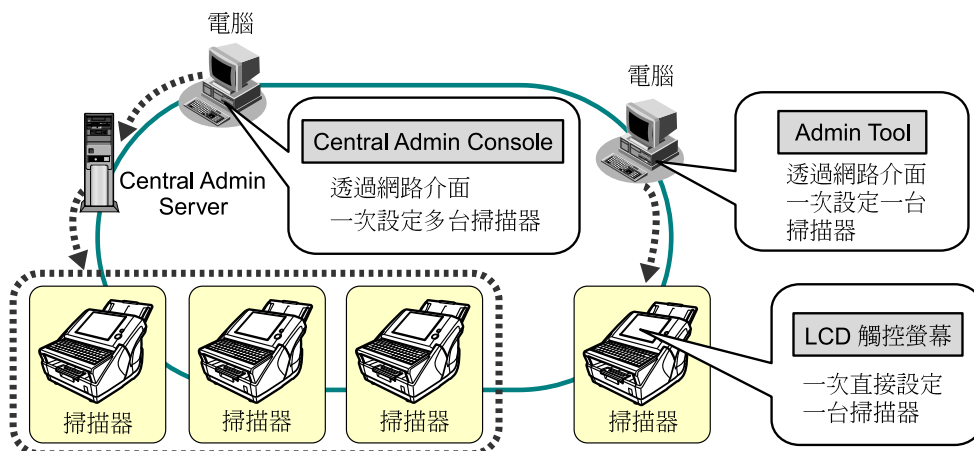 電腦
電腦
Central Admin Console
透過網路介面
一次設定多台掃描器
Admin Tool
透過網路介面
一次設定一台
掃描器
Central Admin
Server
LCD 觸控螢幕
一次直接設定
一台掃描器
掃描器
掃描器
掃描器
掃描器